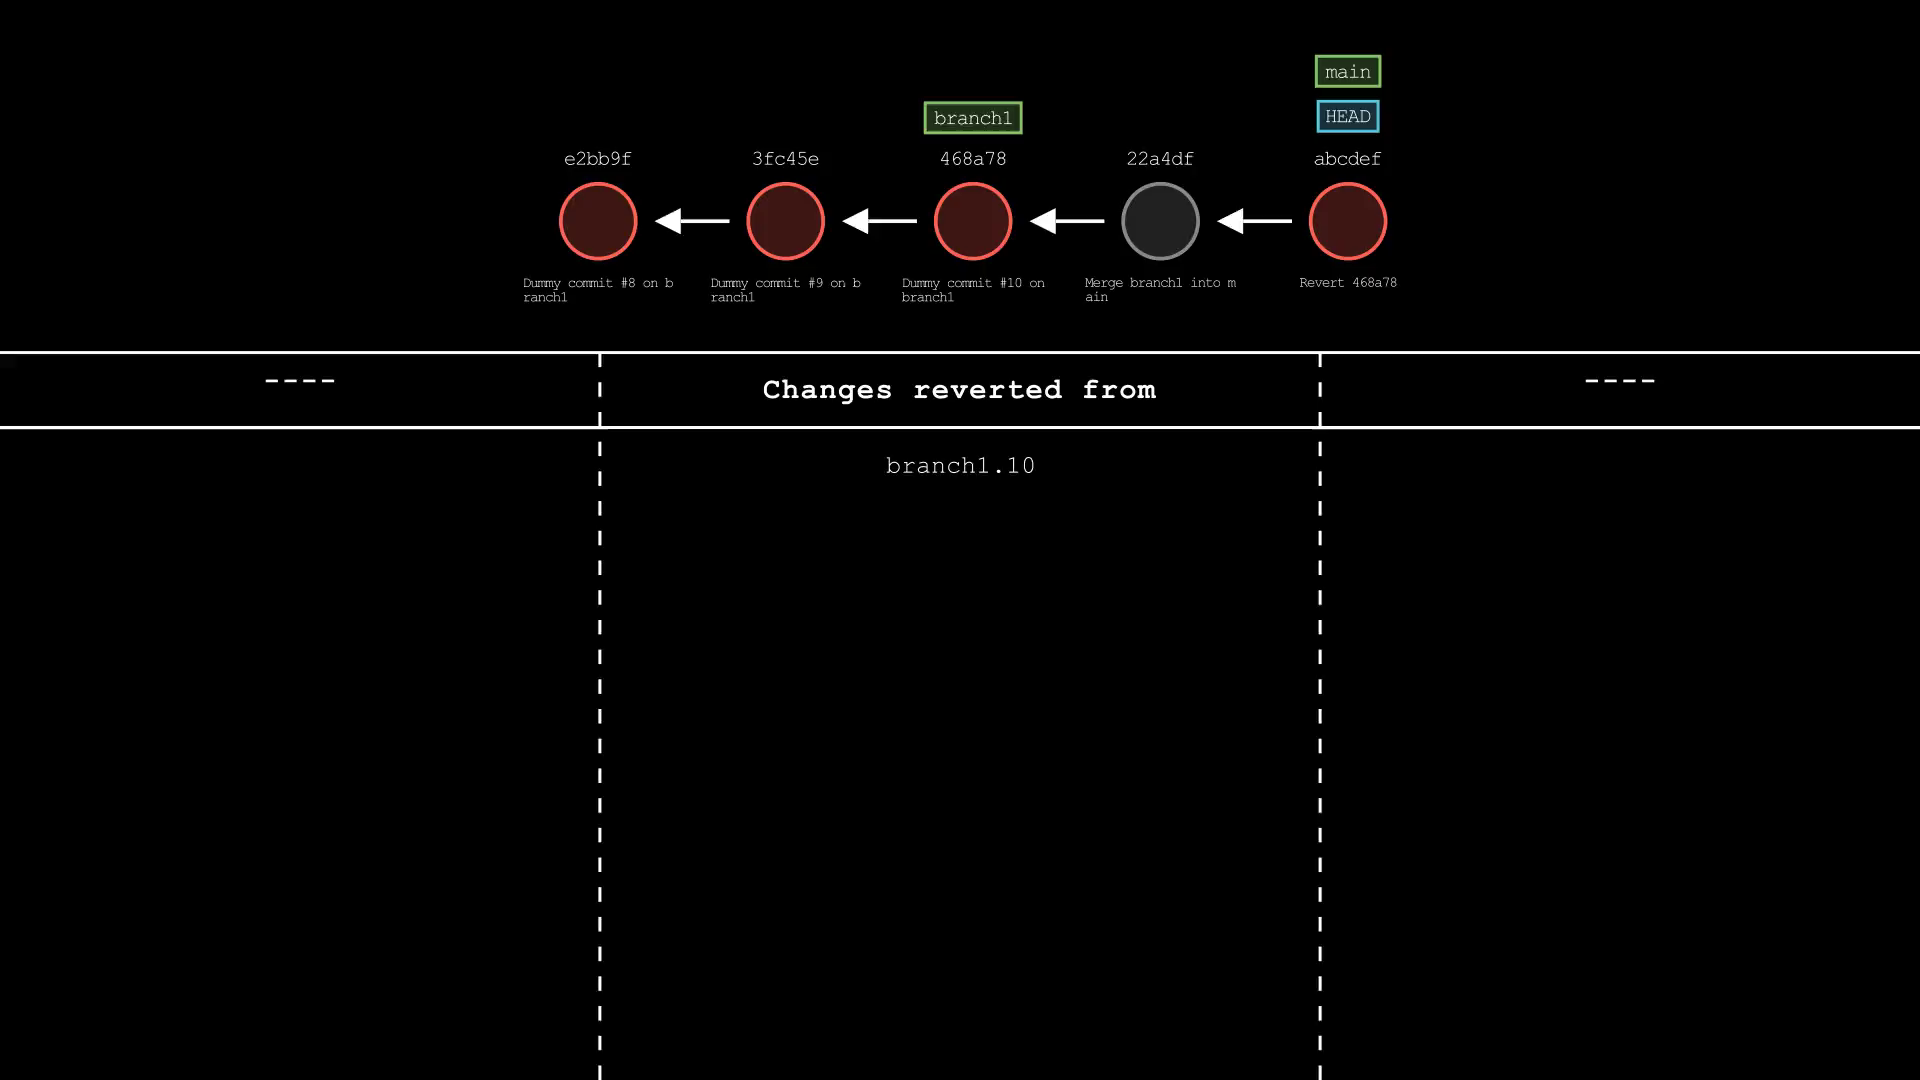 main
branch1
HEAD
e2bb9f 3fc45e 468a78 22a4df abcdef
Dummy commit #8 on b
ranch1
Dummy commit #9 on b
ranch1
Dummy commit #10 on
branch1
Merge branch1 into m
ain
Revert 468a78
---- Changes reverted from ----
branch1.10